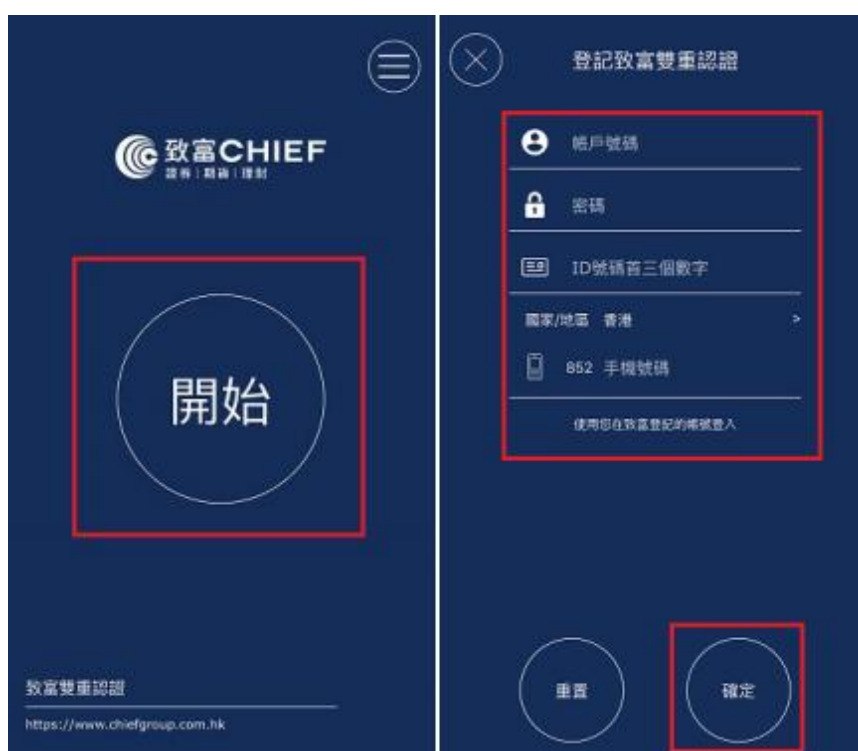 致富CHIEF
證券 | 期貨 | 理財
開始
致富雙重認證
https://www.chiefgroup.com.hk
登記致富雙重認證
帳戶號碼
密碼
ID號碼首三個數字
國家/地區 香港 >
852 手機號碼
使用您在致富登記的帳號登入
重置
確定